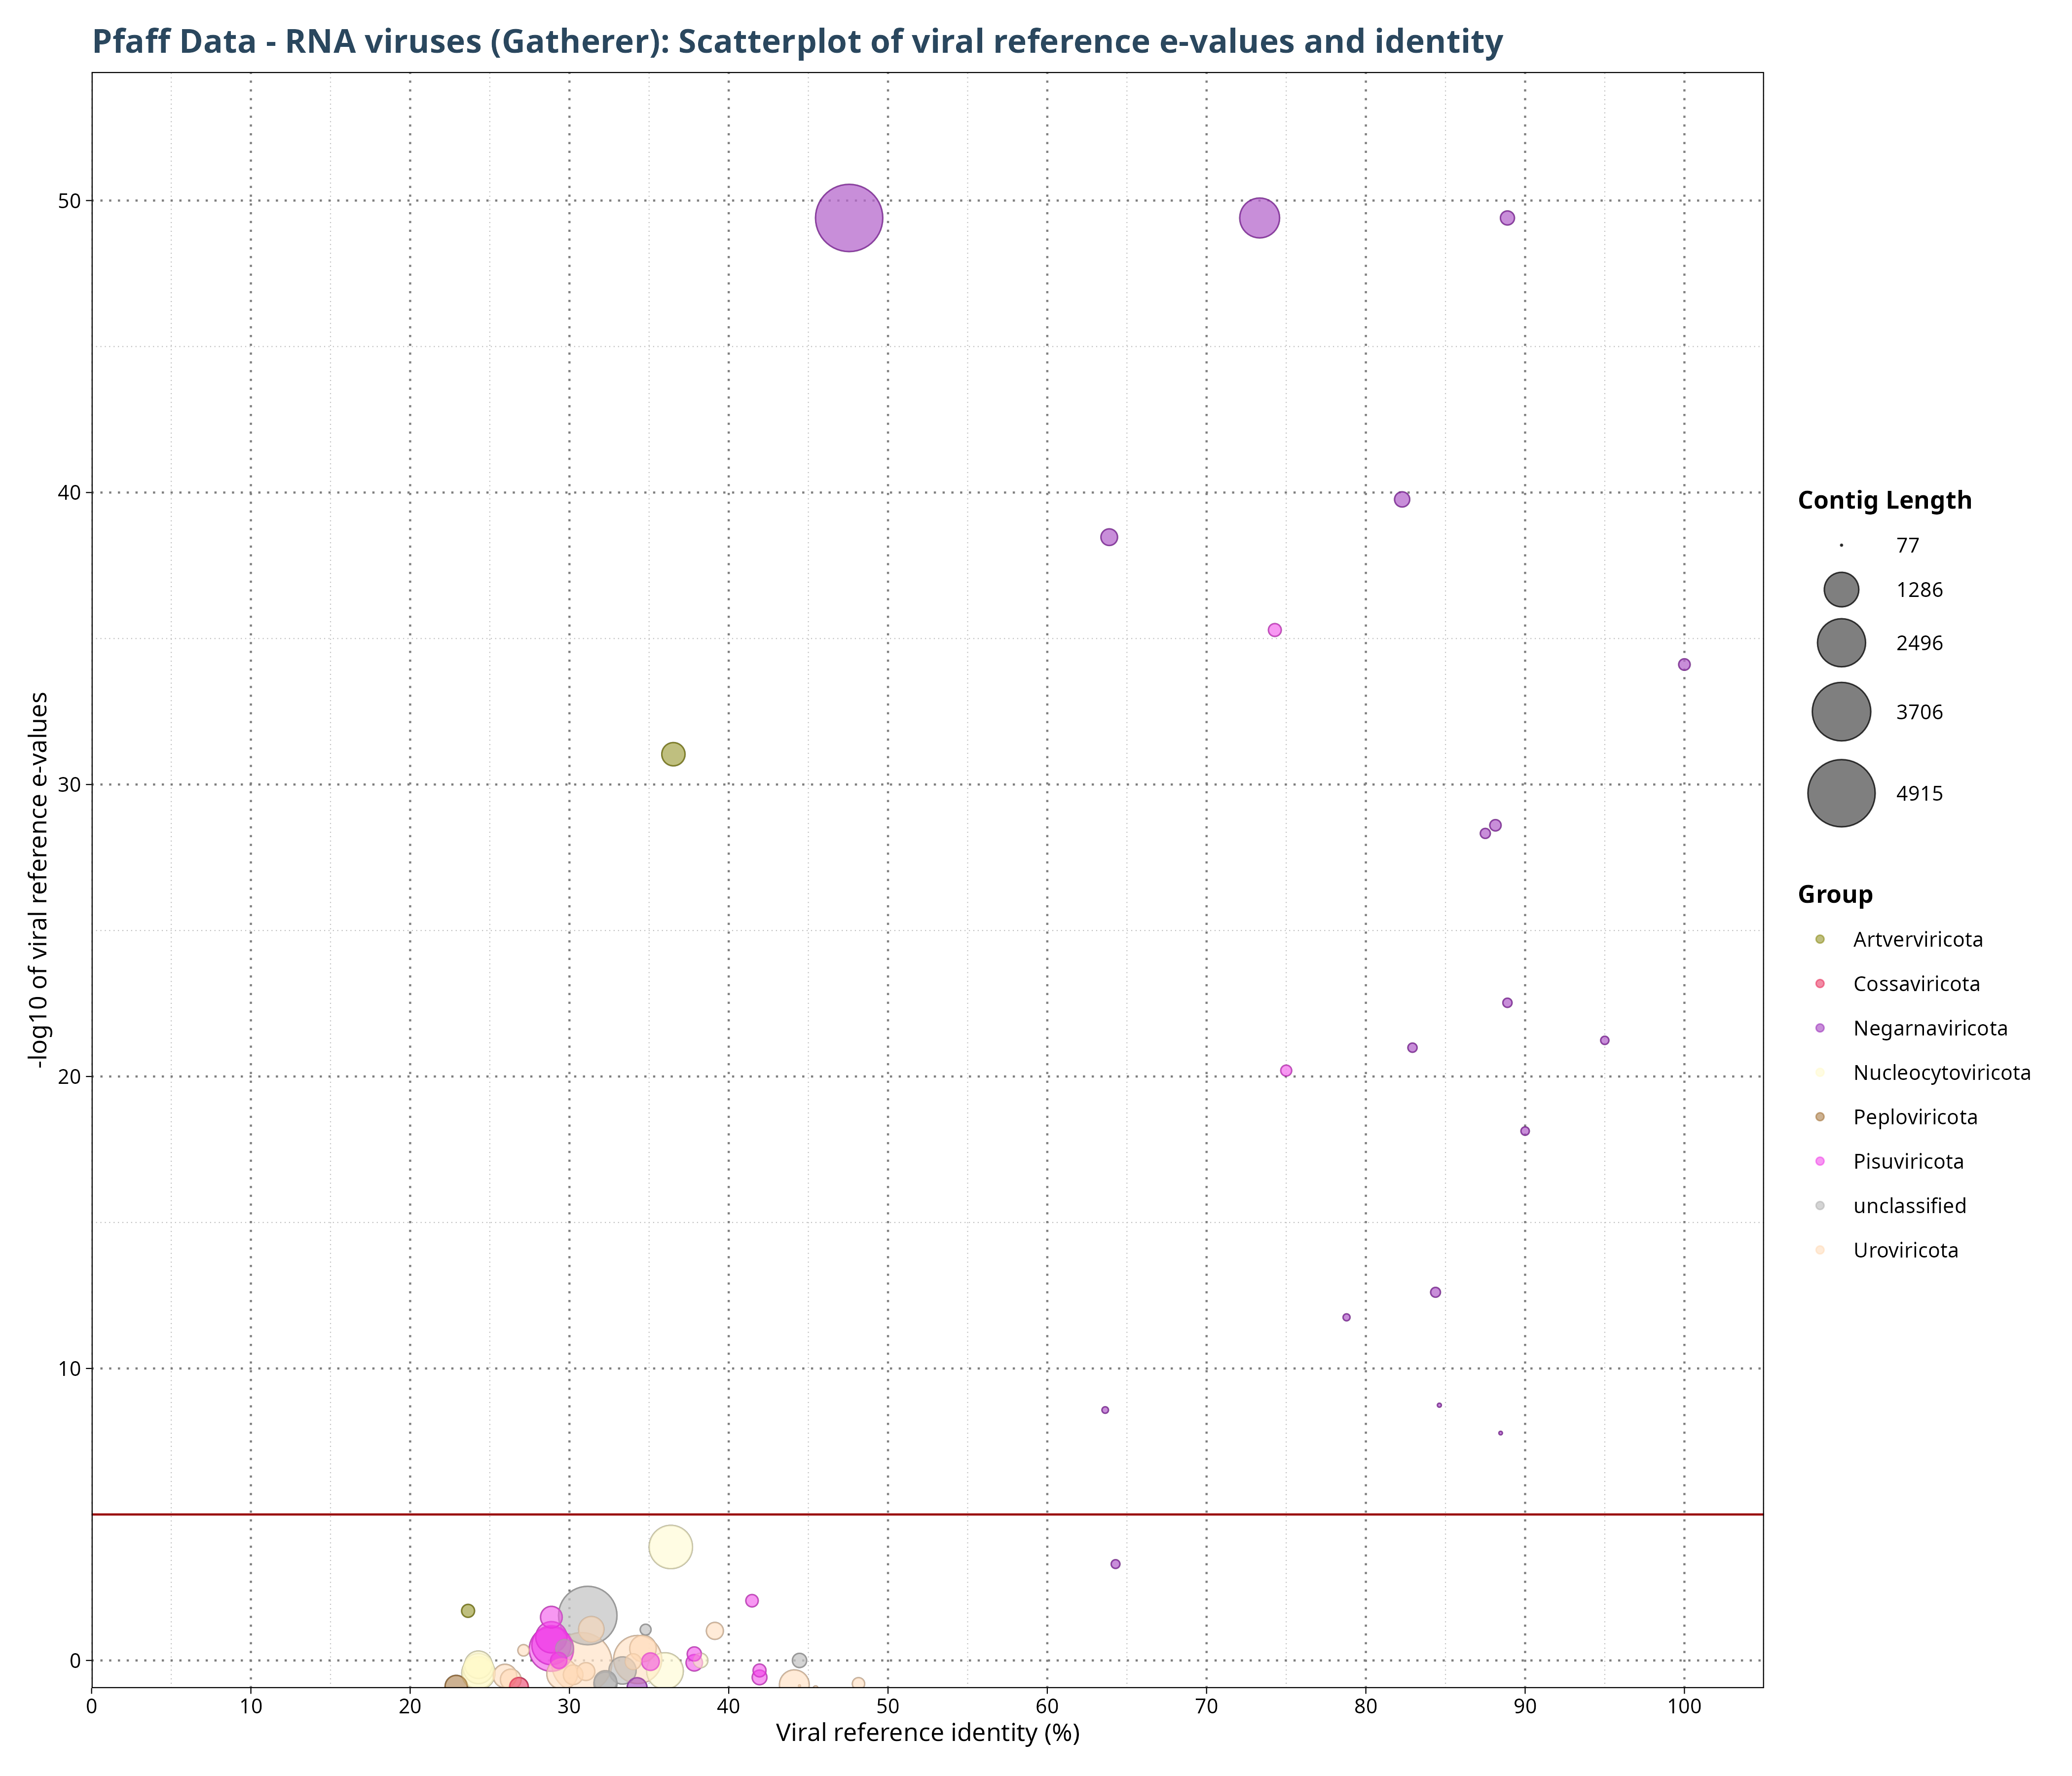 Pfaff Data - RNA viruses (Gatherer): Scatterplot of viral reference e-values and identity
-log10 of viral reference e-values
50
40
30
20
10
0
0 10 20 30 40 50 60 70 80 90 100
Viral reference identity (%)
Contig Length
77
1286
2496
3706
4915
Group
Artverviricota
Cossaviricota
Negarnaviricota
Nucleocytoviricota
Peploviricota
Pisuviricota
unclassified
Uroviricota